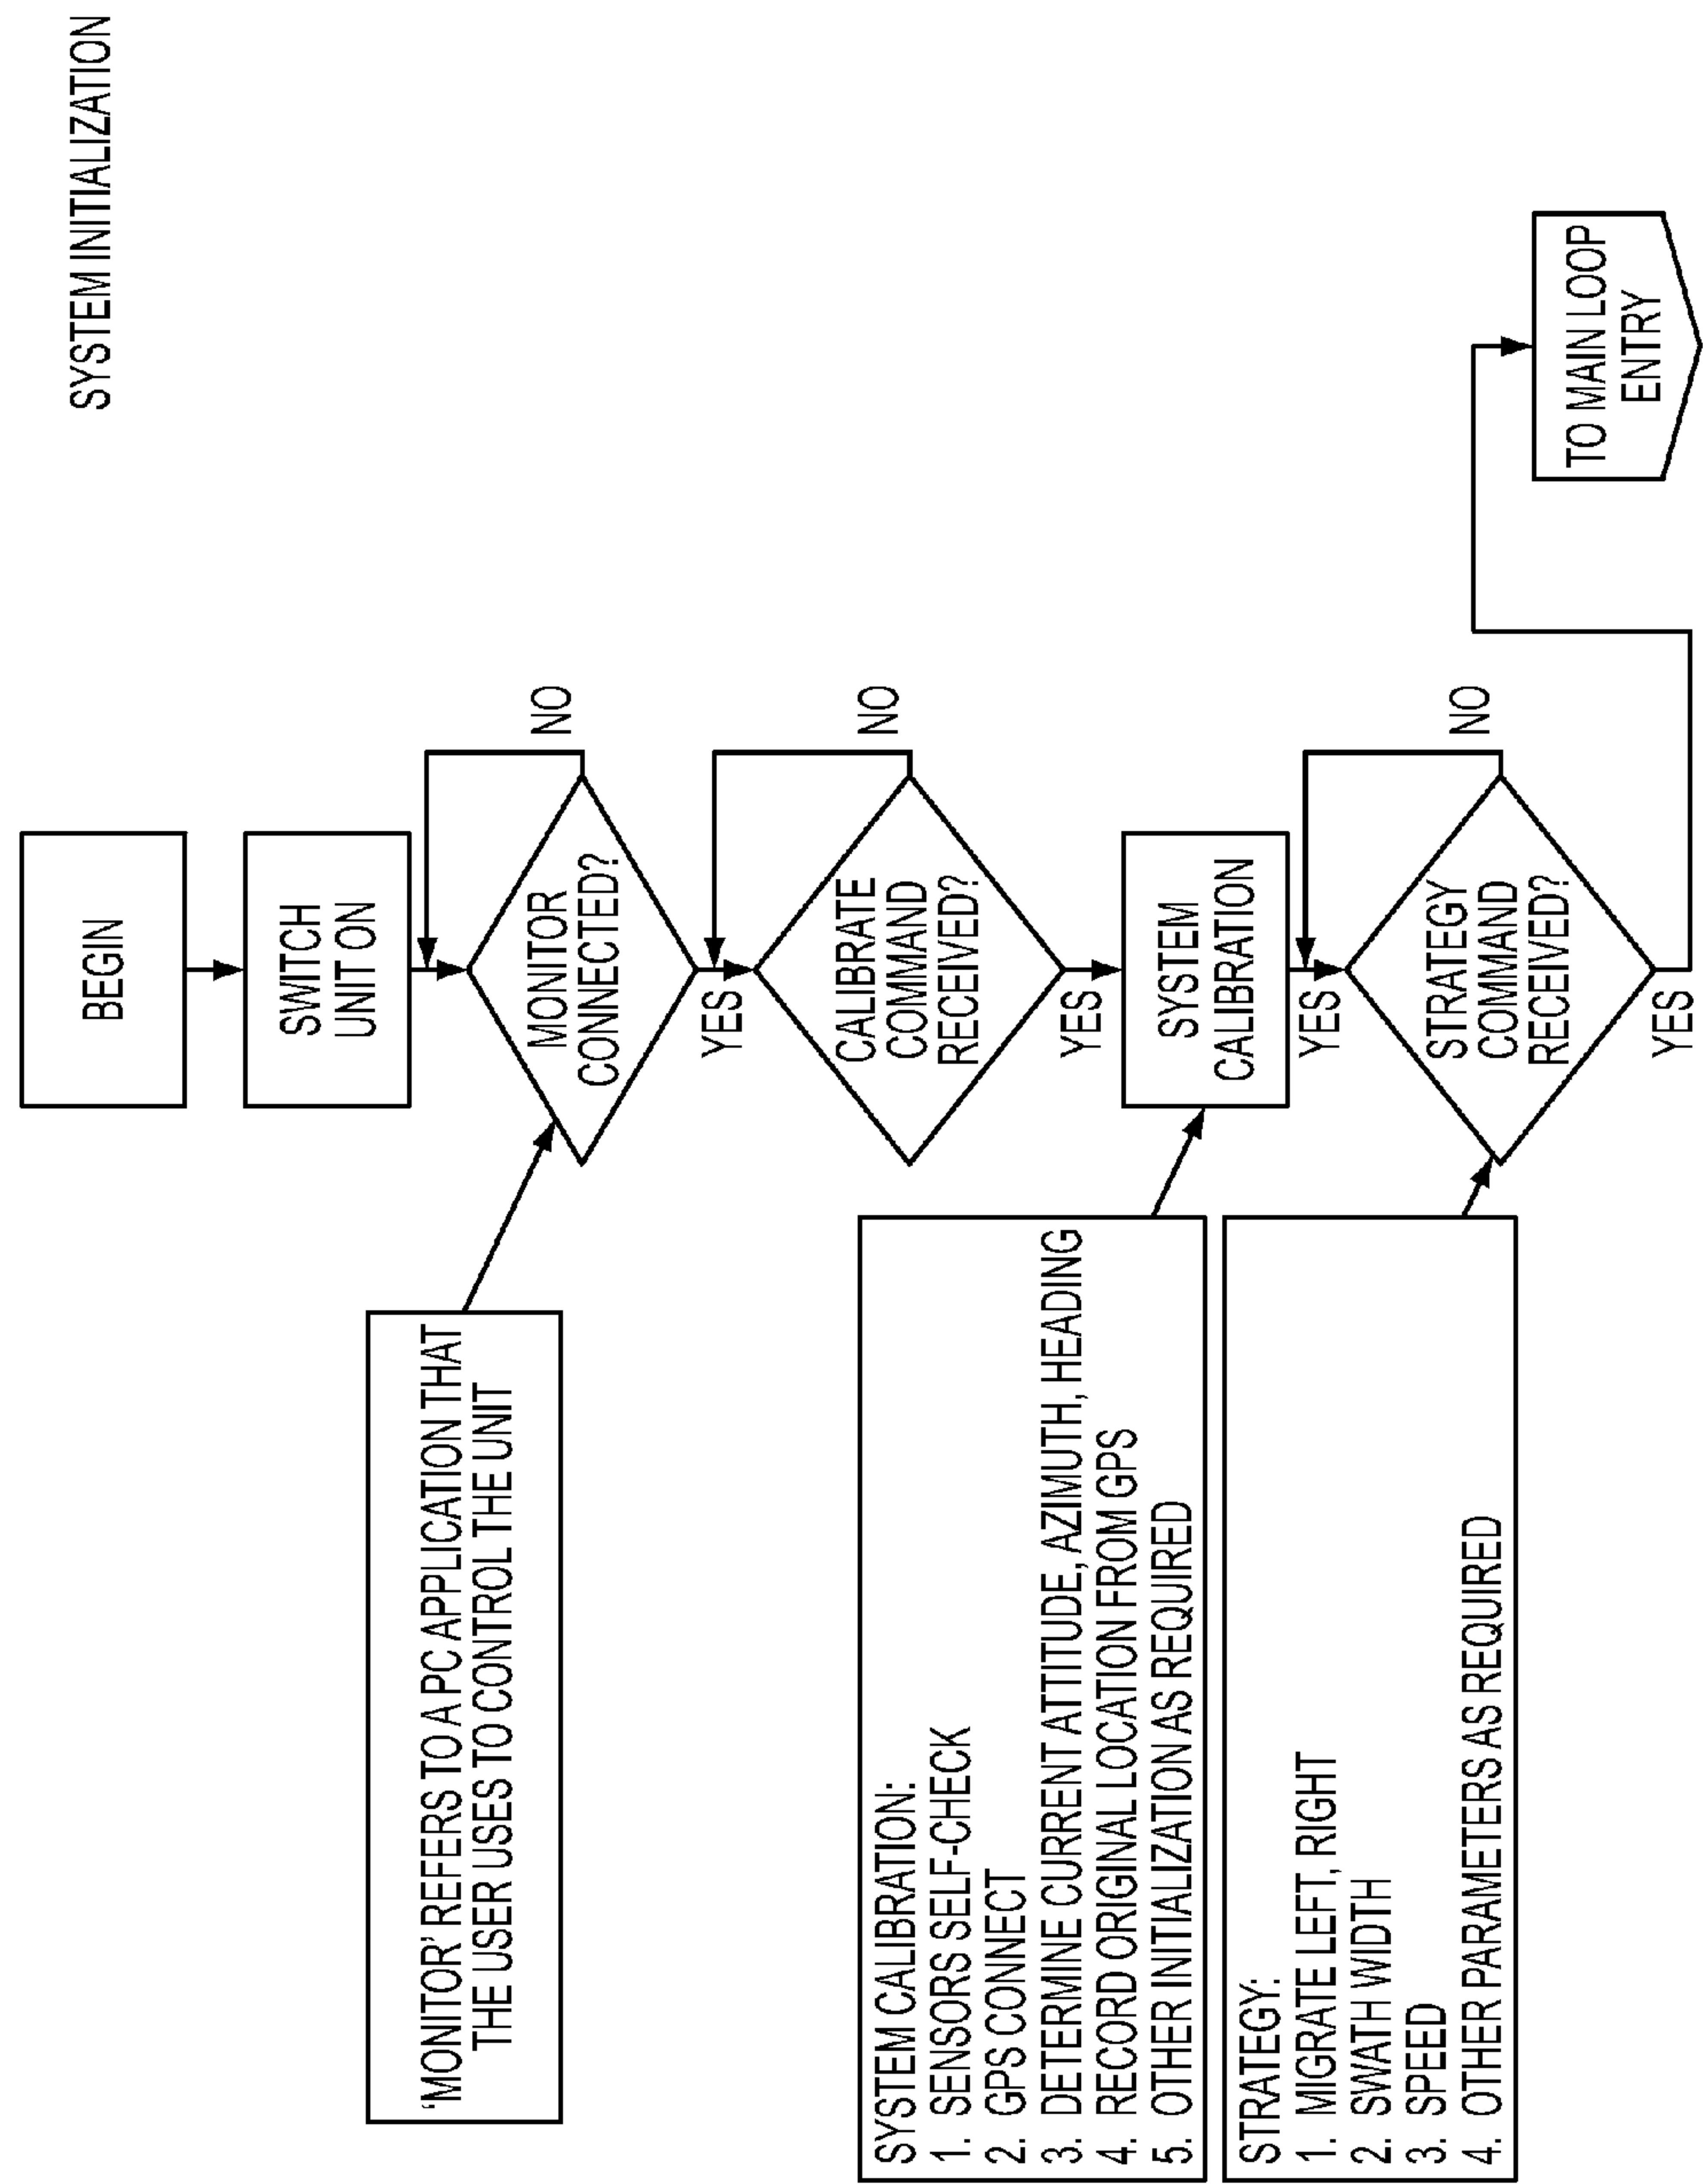 SYSTEM INITIALIZATION
BEGIN
SWITCH
UNIT ON
'MONITOR' REFERS TO A PC APPLICATION THAT
THE USER USES TO CONTROL THE UNIT
MONITOR
CONNECTED?
NO
YES
CALIBRATE
COMMAND
RECEIVED?
NO
YES
SYSTEM CALIBRATION:
1. SENSORS SELF-CHECK
2. GPS CONNECT
3. DETERMINE CURRENT ATTITUDE, AZIMUTH, HEADING
4. RECORD ORIGINAL LOCATION FROM GPS
5. OTHER INITIALIZATION AS REQUIRED
SYSTEM
CALIBRATION
YES
STRATEGY:
1. MIGRATE LEFT, RIGHT
2. SWATH WIDTH
3. SPEED
4. OTHER PARAMETERS AS REQUIRED
STRATEGY
COMMAND
RECEIVED?
NO
YES
TO MAIN LOOP
ENTRY